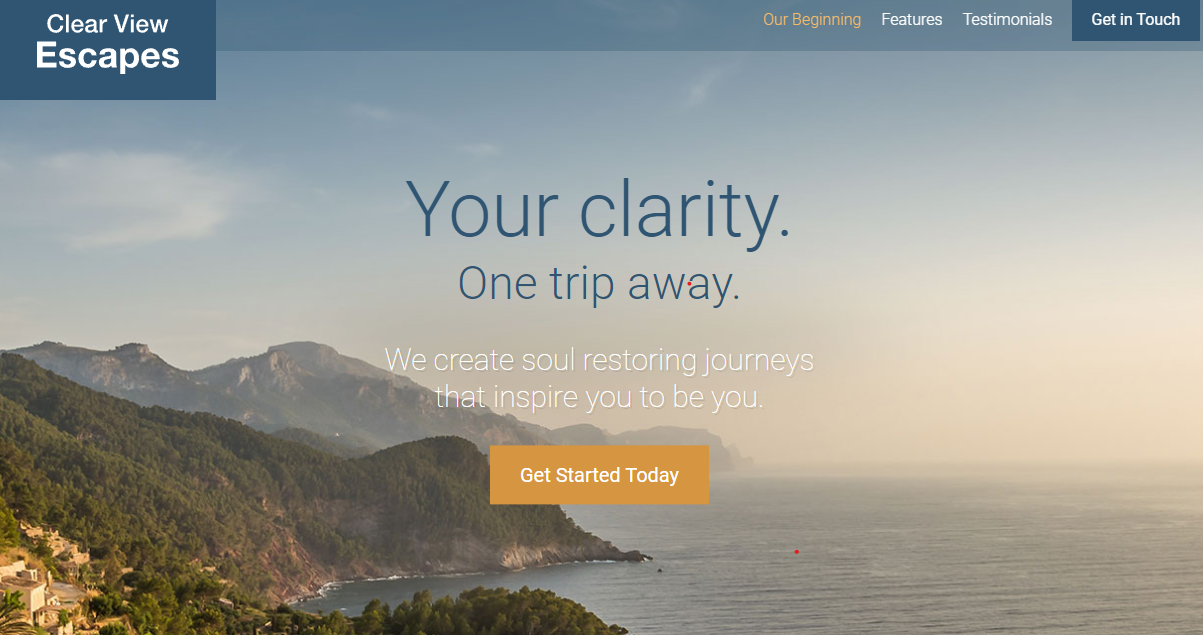 Clear View
Escapes
Our Beginning Features Testimonials Get in Touch
Your clarity.
One trip away.
We create soul restoring journeys
that inspire you to be you.
Get Started Today